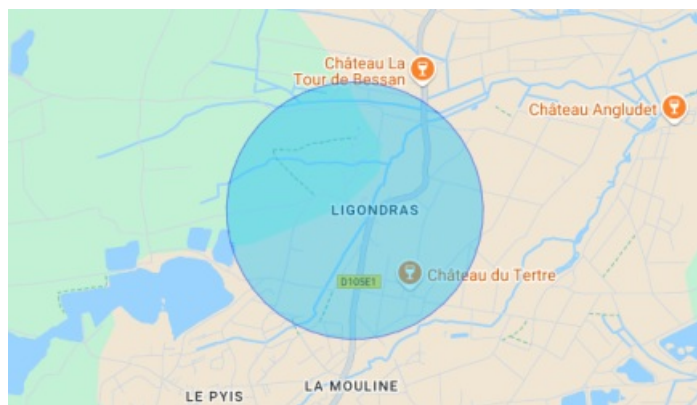 Château La
Tour de Bessan
Château Angludet
LIGONDRAS
Château du Tertre
D105E1
LA MOULINE
LE PYIS